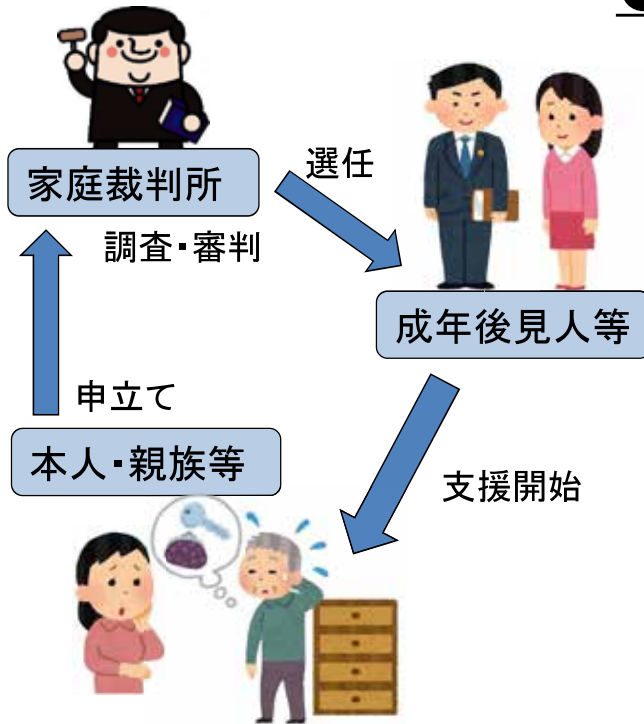 家庭裁判所
選任
調査・審判
成年後見人等
申立て
本人・親族等
支援開始